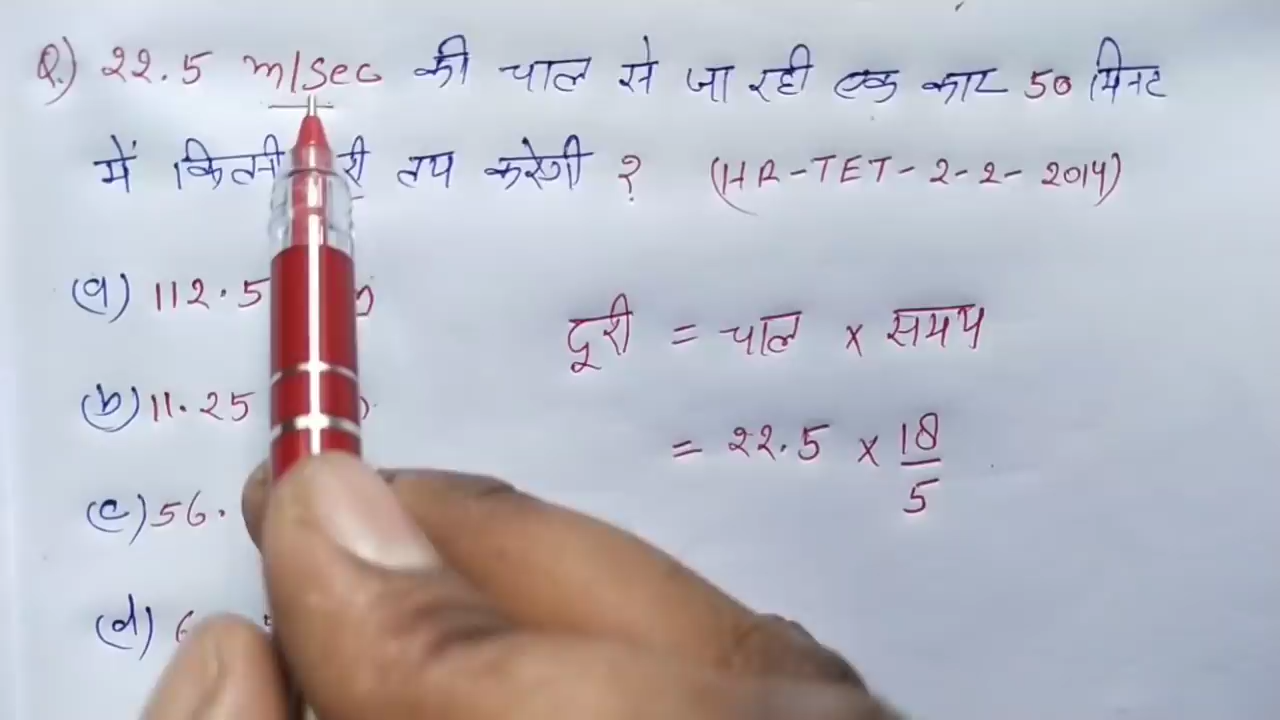 Q.) 22.5 m/sec की चाल से जा रही एक कार 50 मिनट
में तय करेगी ? (HR-TET-2-2-2014)
(a) 112.5
(b) 11.25
(c) 56.
(d) 6
दूरी = चाल × समय
= 22.5 × 18/5